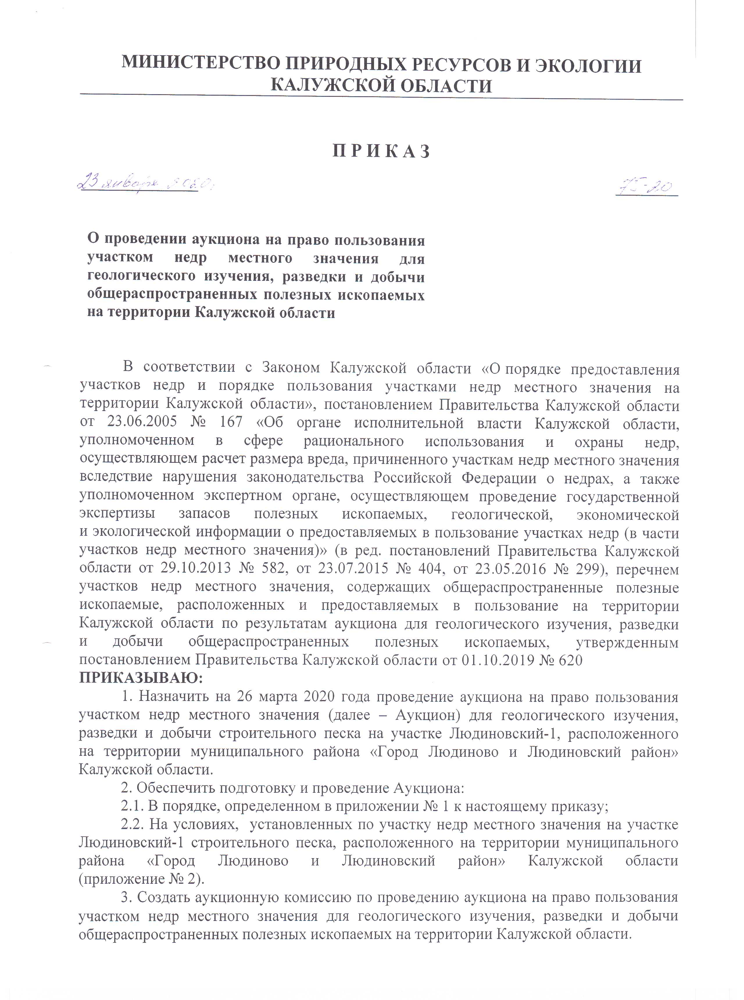 МИНИСТЕРСТВО ПРИРОДНЫХ РЕСУРСОВ И ЭКОЛОГИИ
КАЛУЖСКОЙ ОБЛАСТИ
П Р И К А З
23 января 2020г. 75-20
О проведении аукциона на право пользования
участком недр местного значения для
геологического изучения, разведки и добычи
общераспространенных полезных ископаемых
на территории Калужской области
В соответствии с Законом Калужской области «О порядке предоставления
участков недр и порядке пользования участками недр местного значения на
территории Калужской области», постановлением Правительства Калужской области
от 23.06.2005 № 167 «Об органе исполнительной власти Калужской области,
уполномоченном в сфере рационального использования и охраны недр,
осуществляющем расчет размера вреда, причиненного участкам недр местного значения
вследствие нарушения законодательства Российской Федерации о недрах, а также
уполномоченном экспертном органе, осуществляющем проведение государственной
экспертизы запасов полезных ископаемых, геологической, экономической
и экологической информации о предоставляемых в пользование участках недр (в части
участков недр местного значения)» (в ред. постановлений Правительства Калужской
области от 29.10.2013 № 582, от 23.07.2015 № 404, от 23.05.2016 № 299), перечнем
участков недр местного значения, содержащих общераспространенные полезные
ископаемые, расположенных и предоставляемых в пользование на территории
Калужской области по результатам аукциона для геологического изучения, разведки
и добычи общераспространенных полезных ископаемых, утвержденным
постановлением Правительства Калужской области от 01.10.2019 № 620
ПРИКАЗЫВАЮ:
1. Назначить на 26 марта 2020 года проведение аукциона на право пользования
участком недр местного значения (далее – Аукцион) для геологического изучения,
разведки и добычи строительного песка на участке Людиновский-1, расположенного
на территории муниципального района «Город Людиново и Людиновский район»
Калужской области.
2. Обеспечить подготовку и проведение Аукциона:
2.1. В порядке, определенном в приложении № 1 к настоящему приказу;
2.2. На условиях, установленных по участку недр местного значения на участке
Людиновский-1 строительного песка, расположенного на территории муниципального
района «Город Людиново и Людиновский район» Калужской области
(приложение № 2).
3. Создать аукционную комиссию по проведению аукциона на право пользования
участком недр местного значения для геологического изучения, разведки и добычи
общераспространенных полезных ископаемых на территории Калужской области.